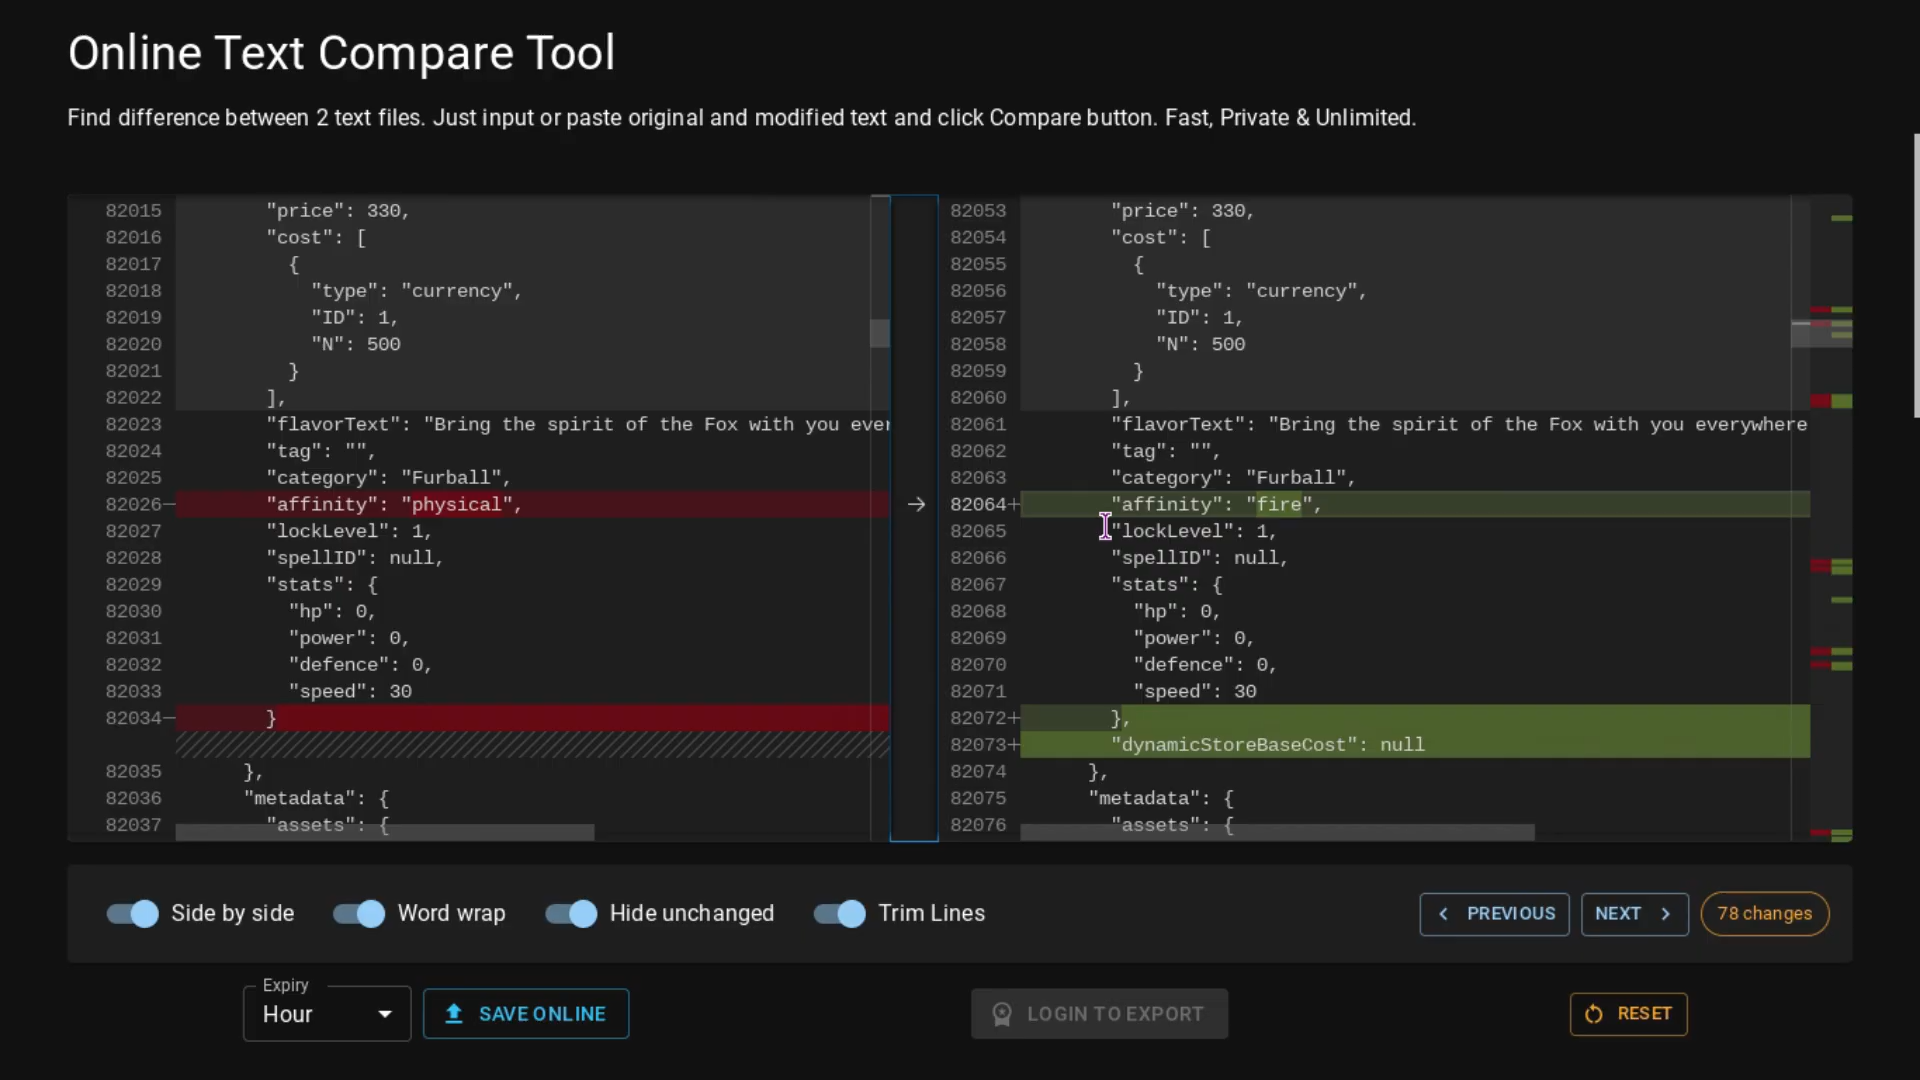 Online Text Compare Tool
Find difference between 2 text files. Just input or paste original and modified text and click Compare button. Fast, Private & Unlimited.
82015 "price": 330,
82016 "cost": [
82017 {
82018 "type": "currency",
82019 "ID": 1,
82020 "N": 500
82021 }
82022 ],
82023 "flavorText": "Bring the spirit of the Fox with you ever
82024 "tag": "",
82025 "category": "Furball",
82026− "affinity": "physical",
82027 "lockLevel": 1,
82028 "spellID": null,
82029 "stats": {
82030 "hp": 0,
82031 "power": 0,
82032 "defence": 0,
82033 "speed": 30
82034− }
82035 },
82036 "metadata": {
82037 "assets": {
82053 "price": 330,
82054 "cost": [
82055 {
82056 "type": "currency",
82057 "ID": 1,
82058 "N": 500
82059 }
82060 ],
82061 "flavorText": "Bring the spirit of the Fox with you everywhere
82062 "tag": "",
82063 "category": "Furball",
82064+ "affinity": "fire",
82065 "lockLevel": 1,
82066 "spellID": null,
82067 "stats": {
82068 "hp": 0,
82069 "power": 0,
82070 "defence": 0,
82071 "speed": 30
82072+ },
82073+ "dynamicStoreBaseCost": null
82074 },
82075 "metadata": {
82076 "assets": {
Side by side Word wrap Hide unchanged Trim Lines PREVIOUS NEXT 78 changes
Expiry
Hour SAVE ONLINE LOGIN TO EXPORT RESET